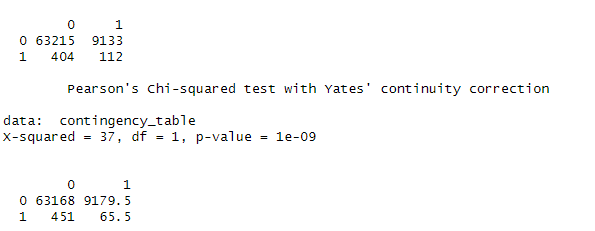 0 1
0 63215 9133
1 404 112
Pearson's Chi-squared test with Yates' continuity correction
data: contingency_table
X-squared = 37, df = 1, p-value = 1e-09
0 1
0 63168 9179.5
1 451 65.5